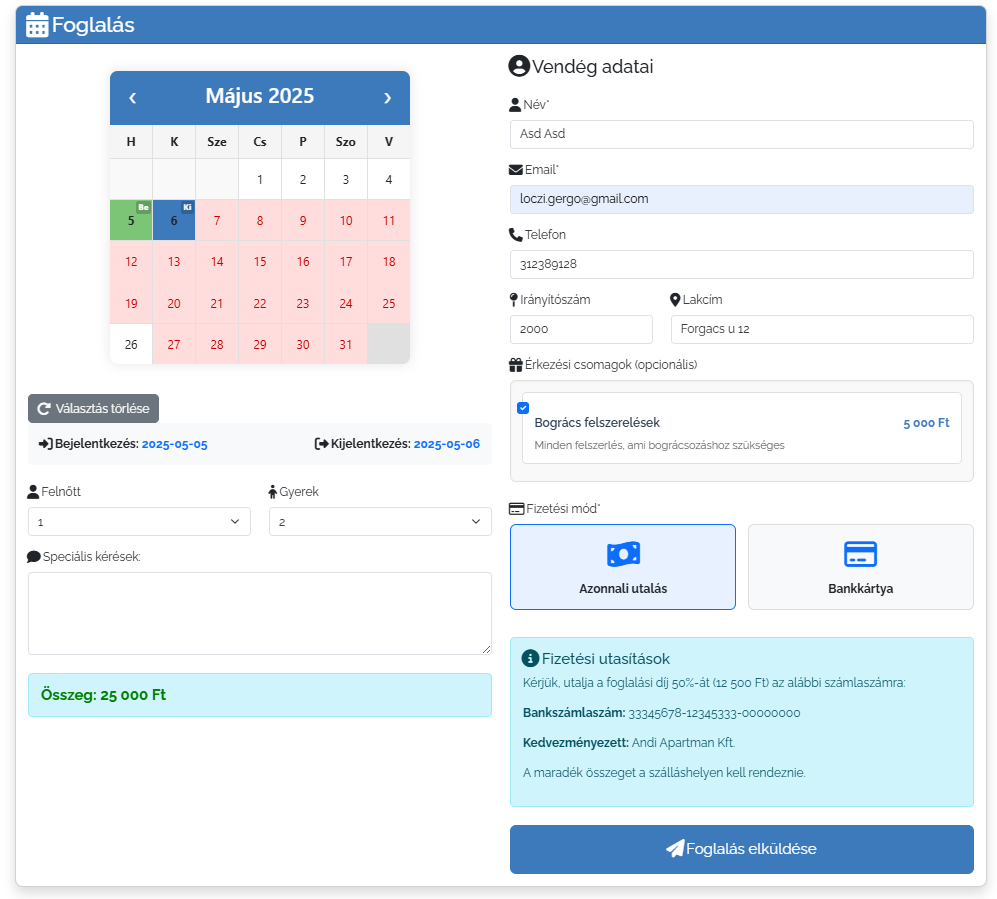 Foglalás
‹ Május 2025 ›
H K Sze Cs P Szo V
1 2 3 4
5 Be 6 Ki 7 8 9 10 11
12 13 14 15 16 17 18
19 20 21 22 23 24 25
26 27 28 29 30 31
Választás törlése
Bejelentkezés: 2025-05-05 Kijelentkezés: 2025-05-06
Felnőtt Gyerek
1 2
Speciális kérések:
Összeg: 25 000 Ft
Vendég adatai
Név*
Asd Asd
Email*
loczi.gergo@gmail.com
Telefon
312389128
Irányítószám Lakcím
2000 Forgacs u 12
Érkezési csomagok (opcionális)
Bogrács felszerelések 5 000 Ft
Minden felszerlés, ami bográcsozáshoz szükséges
Fizetési mód*
Azonnali utalás Bankkártya
Fizetési utasítások
Kérjük, utalja a foglalási díj 50%-át (12 500 Ft) az alábbi számlaszámra:
Bankszámlaszám: 33345678-12345333-00000000
Kedvezményezett: Andi Apartman Kft.
A maradék összeget a szálláshelyen kell rendeznie.
Foglalás elküldése